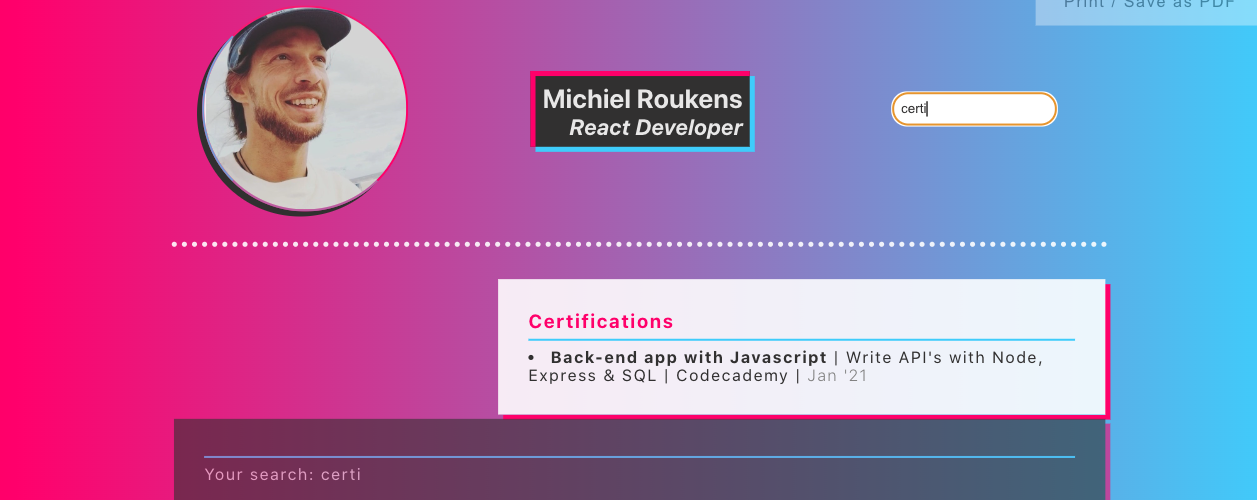 Print / Save as PDF
Michiel Roukens
React Developer
certi
Certifications
• Back-end app with Javascript | Write API's with Node,
Express & SQL | Codecademy | Jan '21
Your search: certi